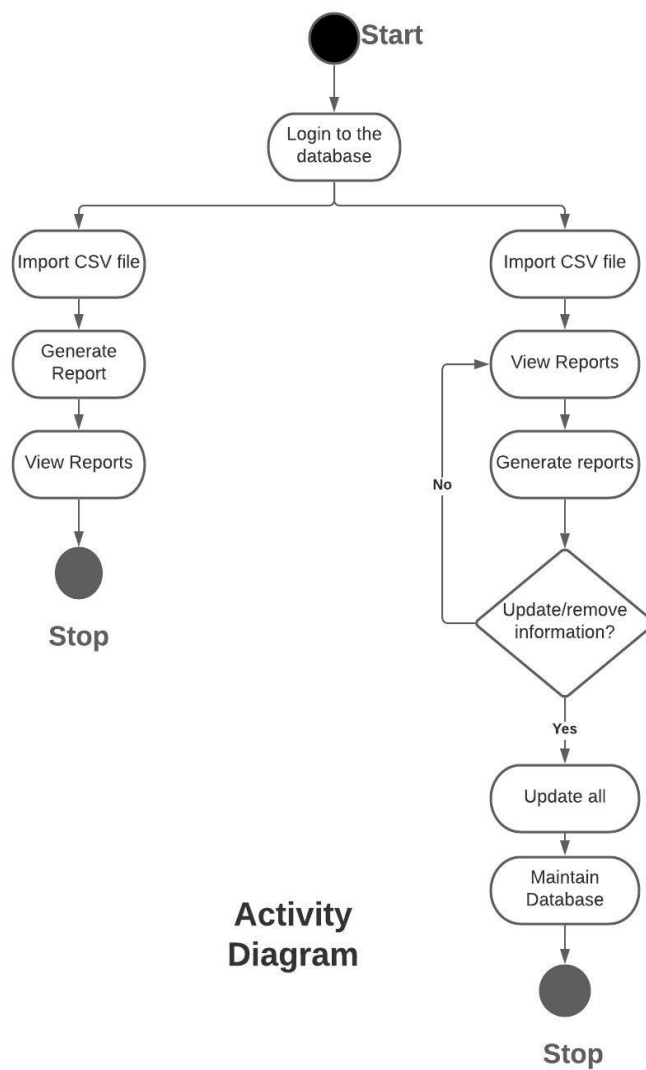 Start
Login to the
database
Import CSV file
Import CSV file
Generate
Report
View Reports
View Reports
Generate reports
No
Stop
Update/remove
information?
Yes
Update all
Maintain
Database
Activity
Diagram
Stop